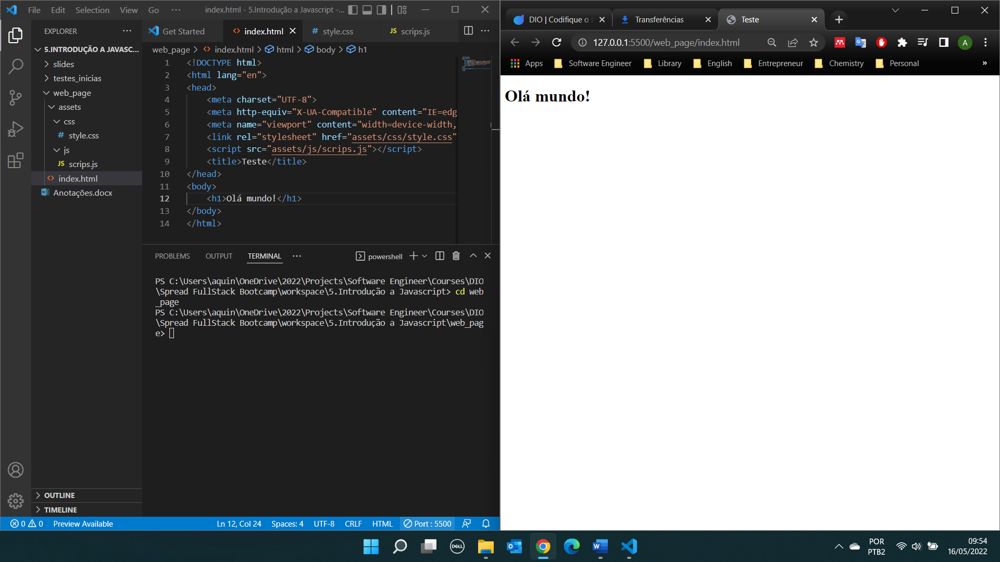 File Edit Selection View Go ··· index.html - 5.Introdução a Javascript -...
EXPLORER
5.INTRODUÇÃO A JAVASC...
slides
testes_inicias
web_page
assets
css
# style.css
js
JS scrips.js
<> index.html
Anotações.docx
OUTLINE
TIMELINE
Get Started <> index.html # style.css JS scrips.js
web_page > <> index.html > html > body > h1
1 <!DOCTYPE html>
2 <html lang="en">
3 <head>
4 <meta charset="UTF-8">
5 <meta http-equiv="X-UA-Compatible" content="IE=edg
6 <meta name="viewport" content="width=device-width,
7 <link rel="stylesheet" href="assets/css/style.css"
8 <script src="assets/js/scrips.js"></script>
9 <title>Teste</title>
10 </head>
11 <body>
12 <h1>Olá mundo!</h1>
13 </body>
14 </html>
PROBLEMS OUTPUT TERMINAL ··· powershell
PS C:\Users\aquin\OneDrive\2022\Projects\Software Engineer\Courses\DIO
\Spread FullStack Bootcamp\workspace\5.Introdução a Javascript> cd web
_page
PS C:\Users\aquin\OneDrive\2022\Projects\Software Engineer\Courses\DIO
\Spread FullStack Bootcamp\workspace\5.Introdução a Javascript\web_pag
e>
0 0 Preview Available Ln 12, Col 24 Spaces: 4 UTF-8 CRLF HTML Port : 5500
DIO | Codifique o Transferências Teste
127.0.0.1:5500/web_page/index.html A
Apps Software Engineer Library English Entrepreneur Chemistry Personal »
Olá mundo!
DELL
POR
PTB2
09:54
16/05/2022